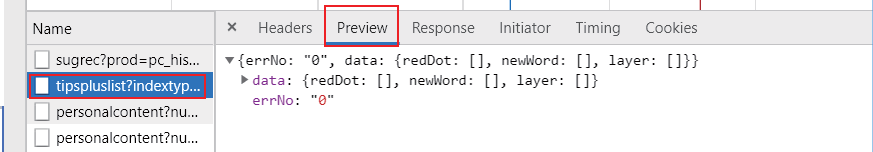 Name
sugrec?prod=pc_his...
tipspluslist?indextyp...
personalcontent?nu...
personalcontent?nu...
× Headers Preview Response Initiator Timing Cookies
▼{errNo: "0", data: {redDot: [], newWord: [], layer: []}}
▶ data: {redDot: [], newWord: [], layer: []}
errNo: "0"